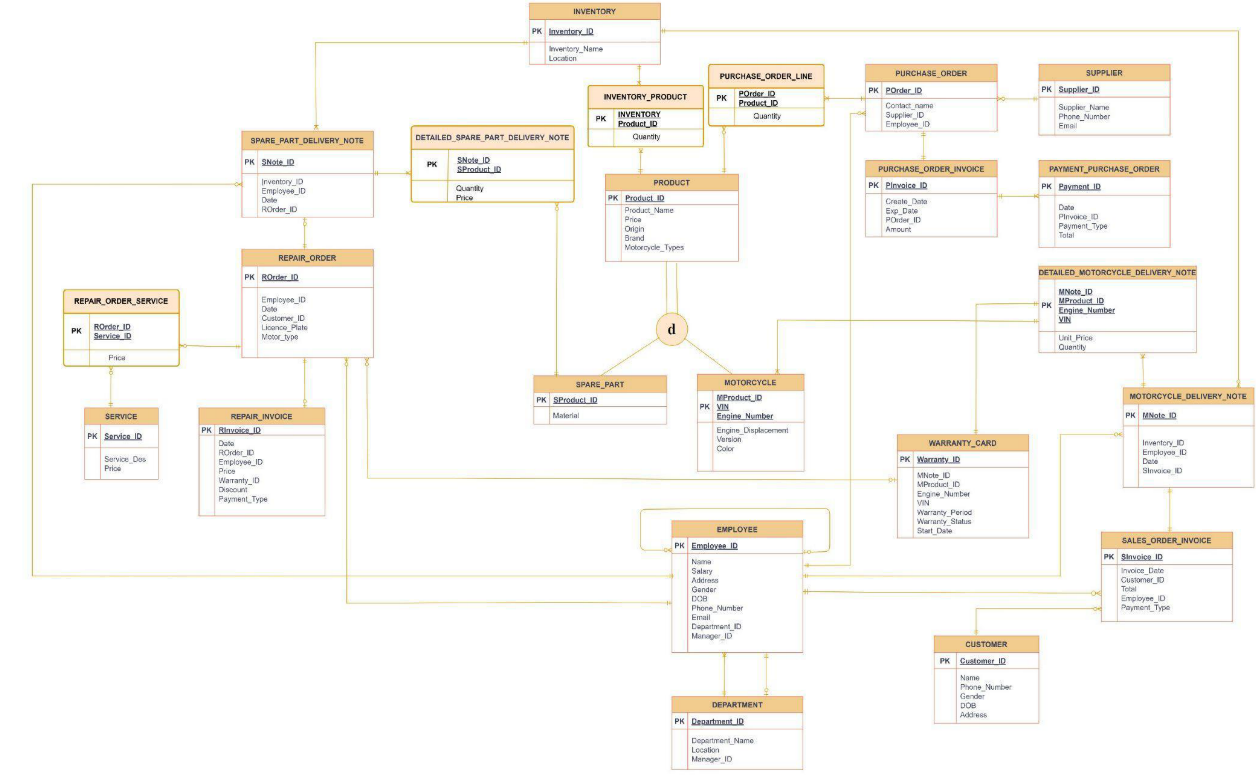 INVENTORY
PK Inventory_ID
Inventory_Name
Location
PURCHASE_ORDER_LINE
PK POrder_ID
Product_ID
Quantity
PURCHASE_ORDER
PK POrder_ID
Contact_name
Supplier_ID
Employee_ID
SUPPLIER
PK Supplier_ID
Supplier_Name
Phone_Number
Email
INVENTORY_PRODUCT
PK INVENTORY
Product_ID
Quantity
SPARE_PART_DELIVERY_NOTE
PK SNote_ID
Inventory_ID
Employee_ID
Date
ROrder_ID
DETAILED_SPARE_PART_DELIVERY_NOTE
PK SNote_ID
SProduct_ID
Quantity
Price
PRODUCT
PK Product_ID
Product_Name
Price
Origin
Brand
Motorcycle_Types
PURCHASE_ORDER_INVOICE
PK PInvoice_ID
Create_Date
Exp_Date
POrder_ID
Amount
PAYMENT_PURCHASE_ORDER
PK Payment_ID
Date
PInvoice_ID
Payment_Type
Total
REPAIR_ORDER
PK ROrder_ID
Employee_ID
Date
Customer_ID
Licence_Plate
Motor_type
DETAILED_MOTORCYCLE_DELIVERY_NOTE
PK MNote_ID
MProduct_ID
Engine_Number
VIN
Unit_Price
Quantity
REPAIR_ORDER_SERVICE
PK ROrder_ID
Service_ID
Price
d
SPARE_PART
PK SProduct_ID
Material
MOTORCYCLE
PK MProduct_ID
VIN
Engine_Number
Engine_Displacement
Version
Color
MOTORCYCLE_DELIVERY_NOTE
PK MNote_ID
Inventory_ID
Employee_ID
Date
SInvoice_ID
SERVICE
PK Service_ID
Service_Des
Price
REPAIR_INVOICE
PK RInvoice_ID
Date
ROrder_ID
Employee_ID
Price
Warranty_ID
Discount
Payment_Type
WARRANTY_CARD
PK Warranty_ID
MNote_ID
MProduct_ID
Engine_Number
VIN
Warranty_Period
Warranty_Status
Start_Date
EMPLOYEE
PK Employee_ID
Name
Salary
Address
Gender
DOB
Phone_Number
Email
Department_ID
Manager_ID
SALES_ORDER_INVOICE
PK SInvoice_ID
Invoice_Date
Customer_ID
Total
Employee_ID
Payment_Type
CUSTOMER
PK Customer_ID
Name
Phone_Number
Gender
DOB
Address
DEPARTMENT
PK Department_ID
Department_Name
Location
Manager_ID